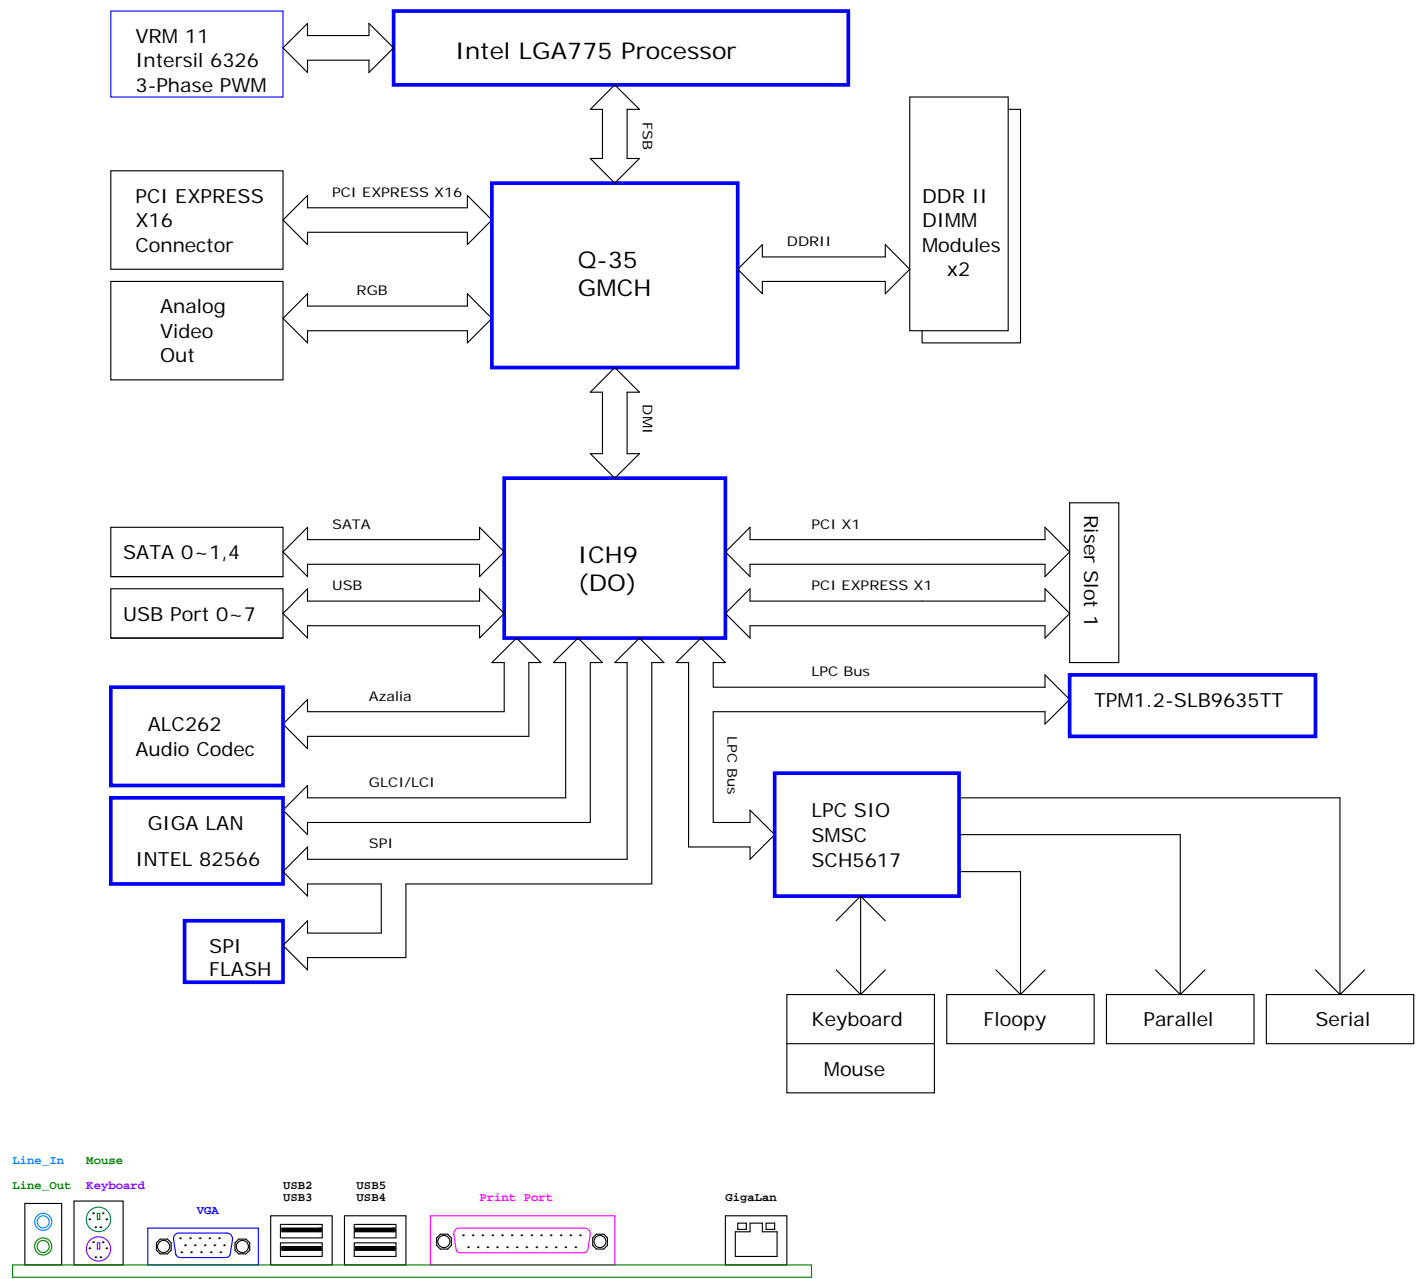 VRM 11
Intersil 6326
3-Phase PWM
Intel LGA775 Processor
FSB
PCI EXPRESS
X16
Connector
PCI EXPRESS X16
Analog
Video
Out
RGB
Q-35
GMCH
DDRII
DDR II
DIMM
Modules
x2
DMI
SATA 0~1,4
SATA
USB Port 0~7
USB
ICH9
(DO)
PCI X1
PCI EXPRESS X1
Riser Slot 1
ALC262
Audio Codec
Azalia
LPC Bus
TPM1.2-SLB9635TT
GIGA LAN
INTEL 82566
GLCI/LCI
SPI
LPC Bus
LPC SIO
SMSC
SCH5617
SPI
FLASH
Keyboard
Mouse
Floopy
Parallel
Serial
Line_In
Mouse
Line_Out
Keyboard
VGA
USB2
USB3
USB5
USB4
Print Port
GigaLan